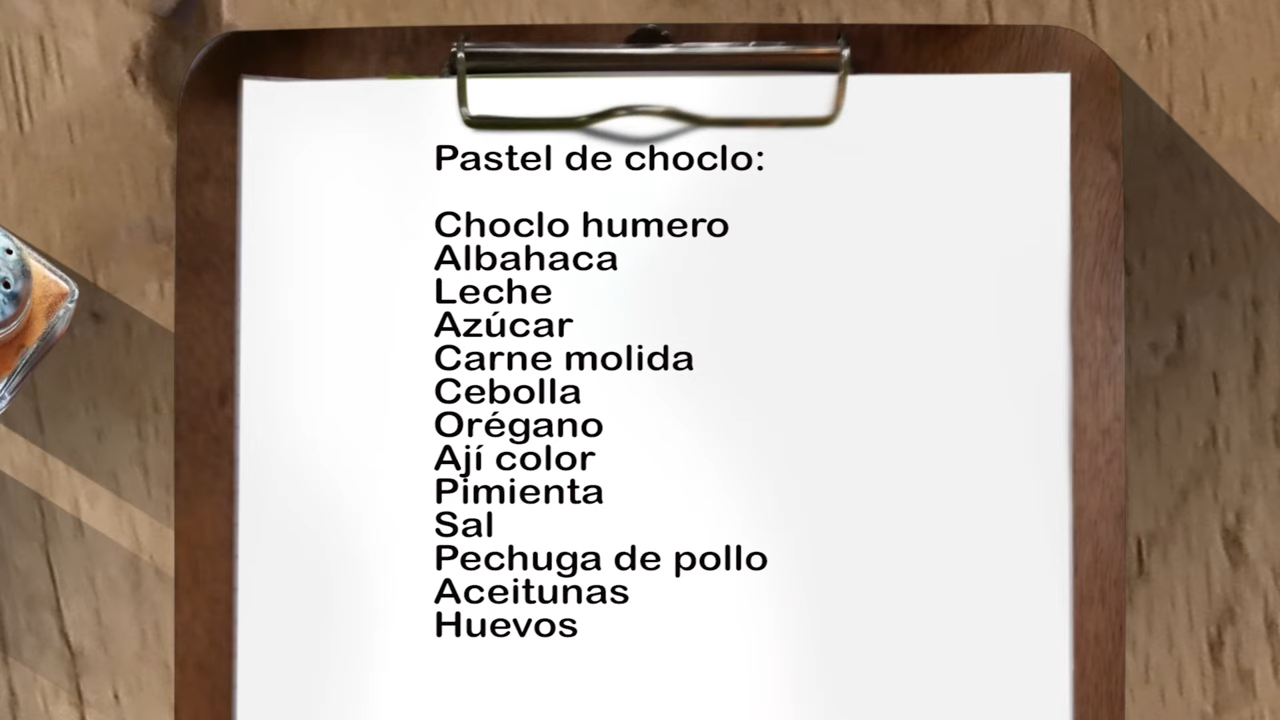 Pastel de choclo:
Choclo humero
Albahaca
Leche
Azúcar
Carne molida
Cebolla
Orégano
Ají color
Pimienta
Sal
Pechuga de pollo
Aceitunas
Huevos